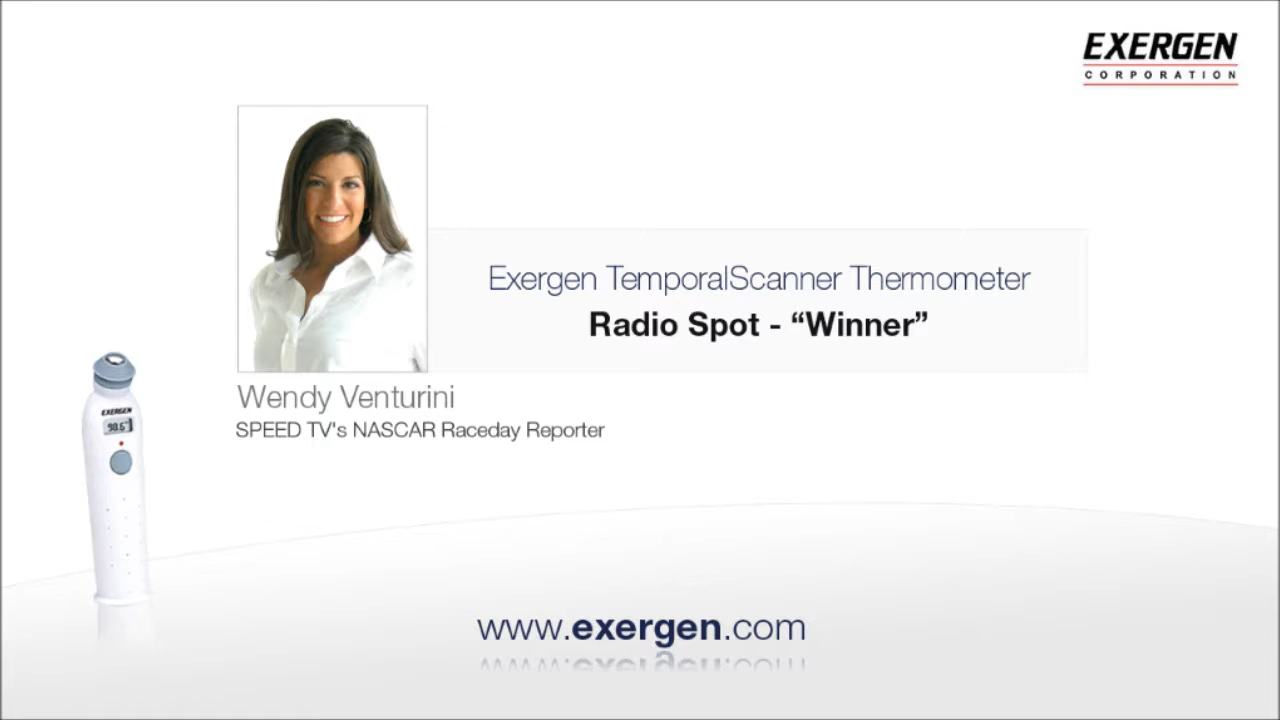 EXERGEN
CORPORATION
Exergen TemporalScanner Thermometer
Radio Spot - “Winner”
Wendy Venturini
SPEED TV's NASCAR Raceday Reporter
EXERGEN
98.6°
www.exergen.com